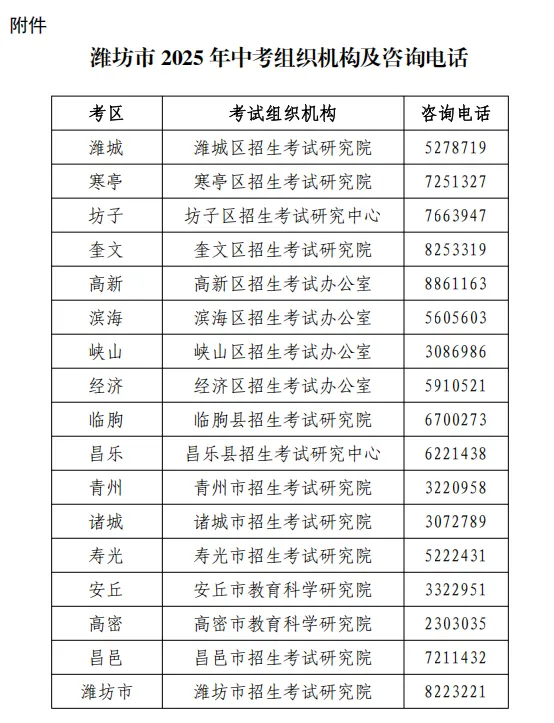 附件
潍坊市 2025 年中考组织机构及咨询电话
考区 考试组织机构 咨询电话
潍城 潍城区招生考试研究院 5278719
寒亭 寒亭区招生考试研究院 7251327
坊子 坊子区招生考试研究中心 7663947
奎文 奎文区招生考试研究院 8253319
高新 高新区招生考试办公室 8861163
滨海 滨海区招生考试办公室 5605603
峡山 峡山区招生考试办公室 3086986
经济 经济区招生考试办公室 5910521
临朐 临朐县招生考试研究院 6700273
昌乐 昌乐县招生考试研究中心 6221438
青州 青州市招生考试研究院 3220958
诸城 诸城市招生考试研究院 3072789
寿光 寿光市招生考试研究院 5222431
安丘 安丘市教育科学研究院 3322951
高密 高密市教育科学研究院 2303035
昌邑 昌邑市招生考试研究院 7211432
潍坊市 潍坊市招生考试研究院 8223221